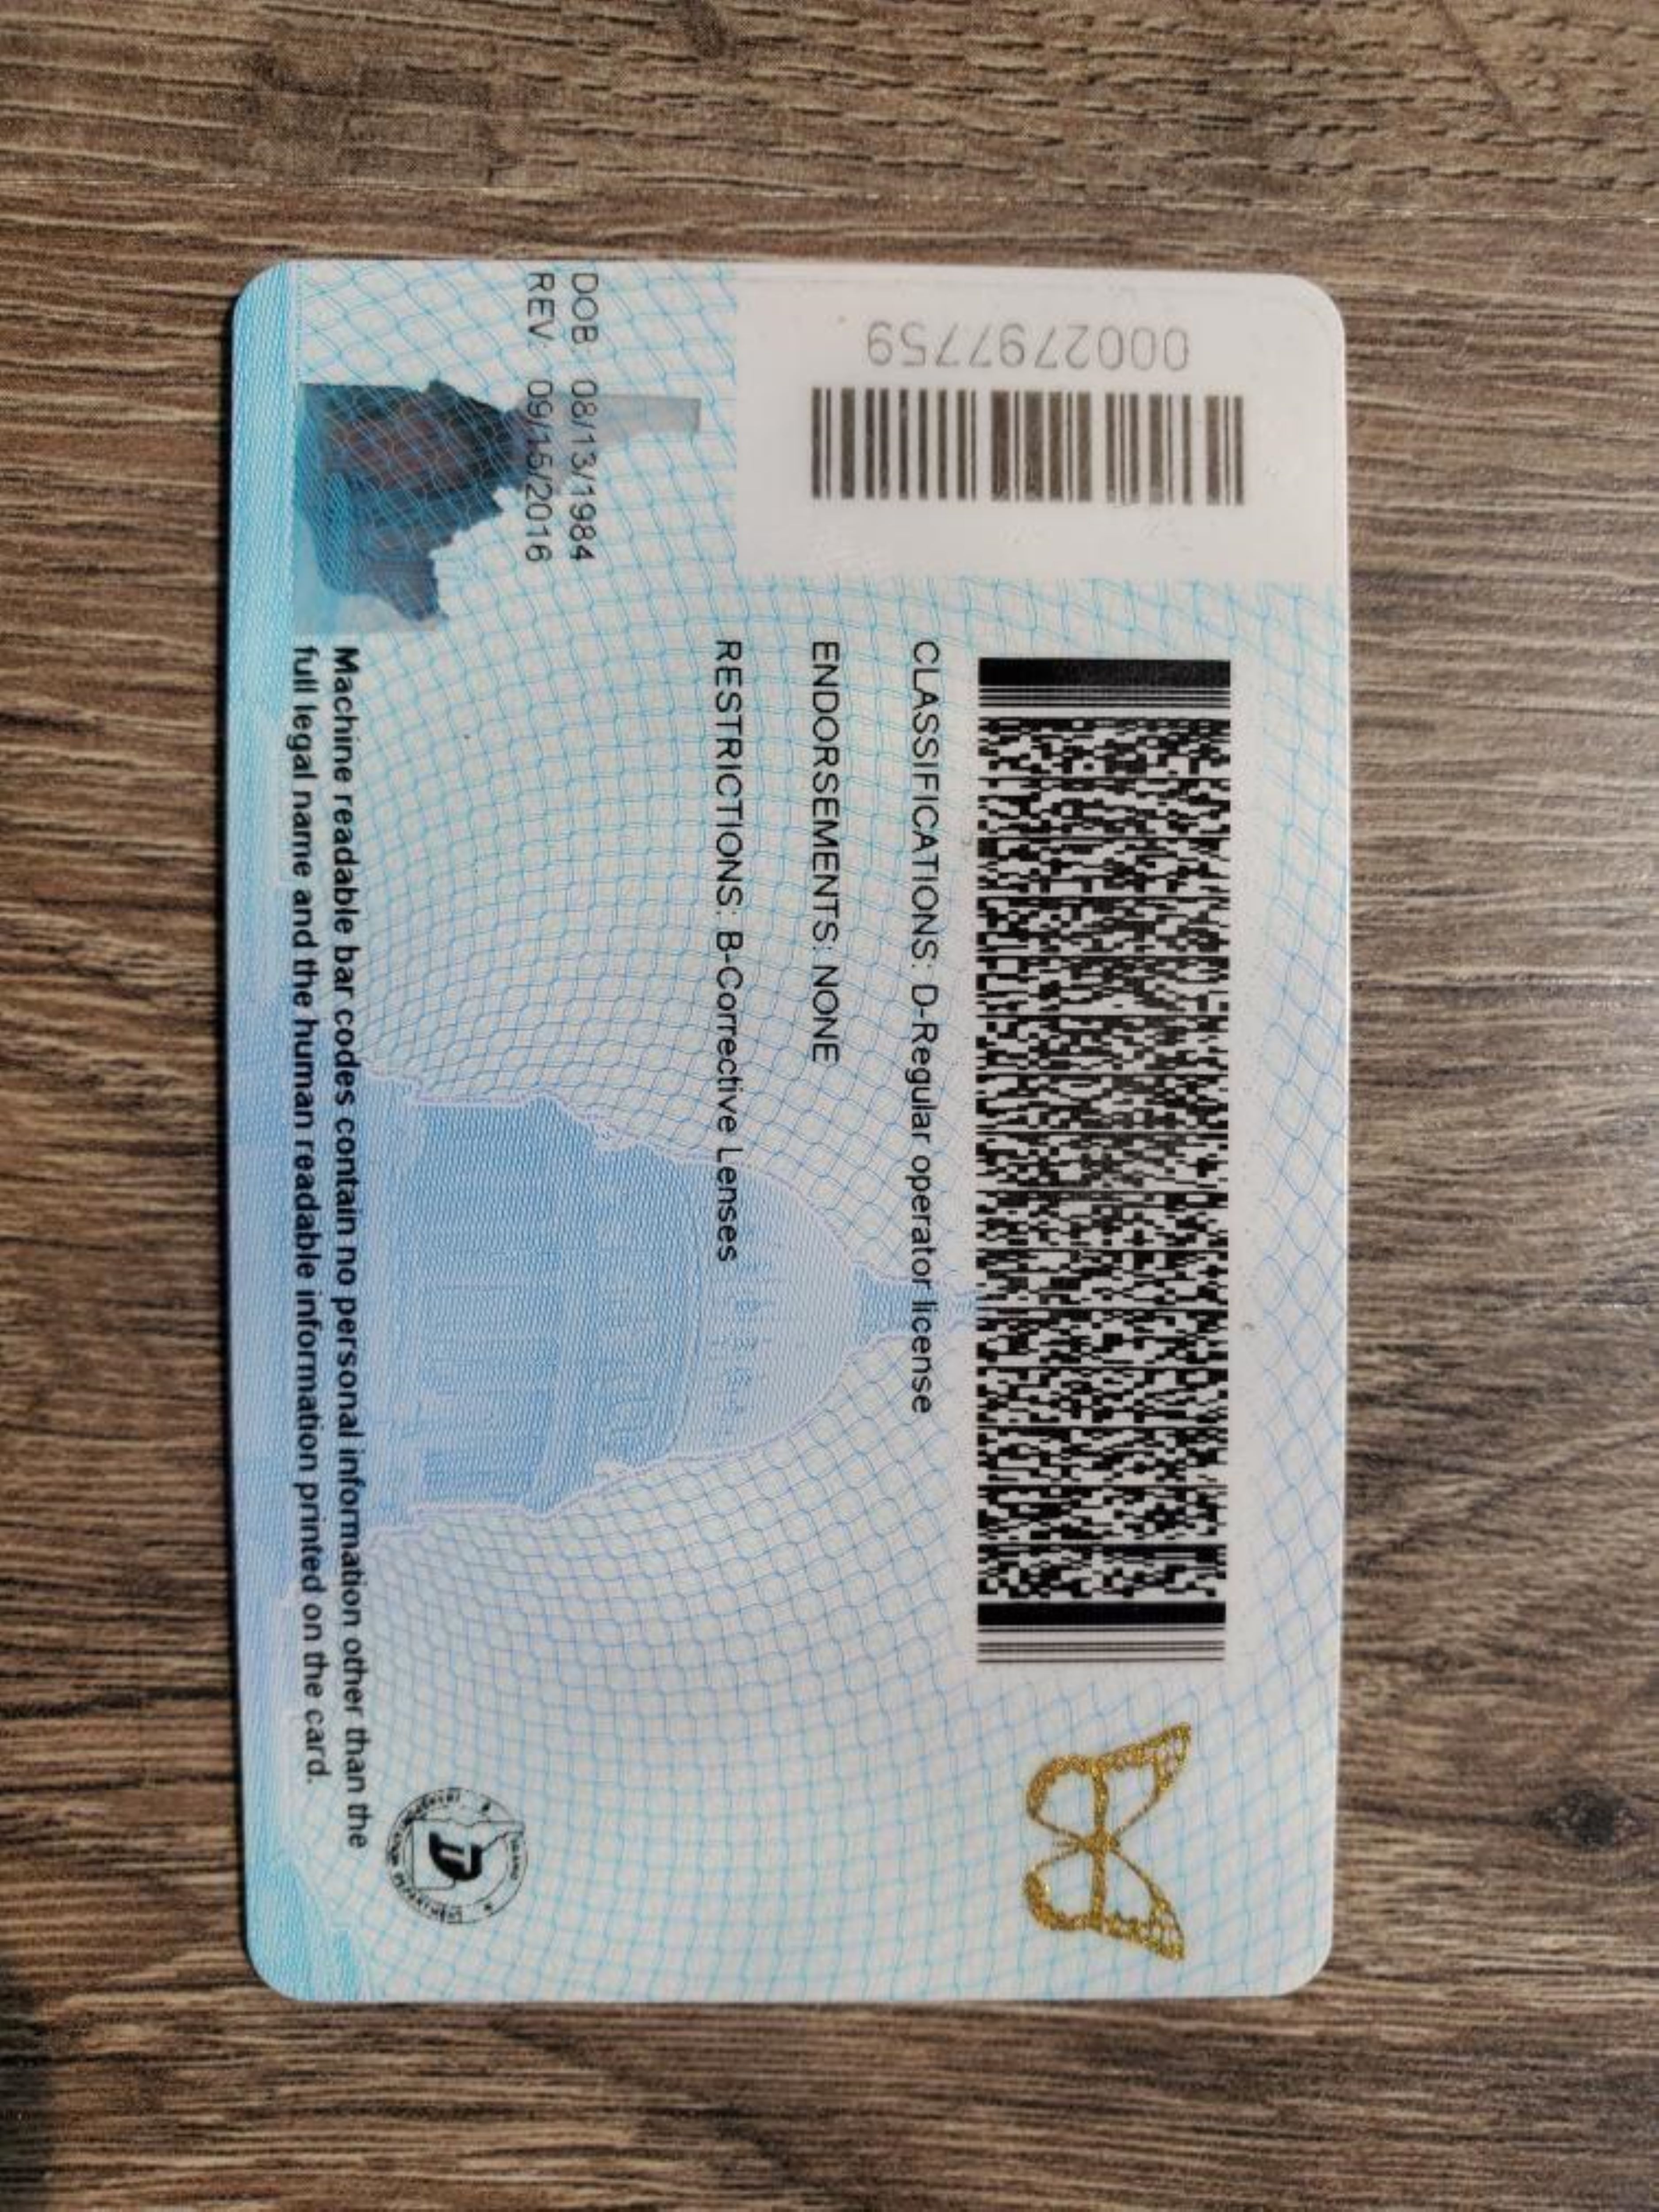 0002797759
CLASSIFICATIONS: D-Regular operator license
ENDORSEMENTS: NONE
RESTRICTIONS: B-Corrective Lenses
DOB: 08/13/1984
REV: 09/15/2016
IDAHO
TRANSPORTATION DEPARTMENT
Machine readable bar codes contain no personal information other than the
full legal name and the human readable information printed on the card.